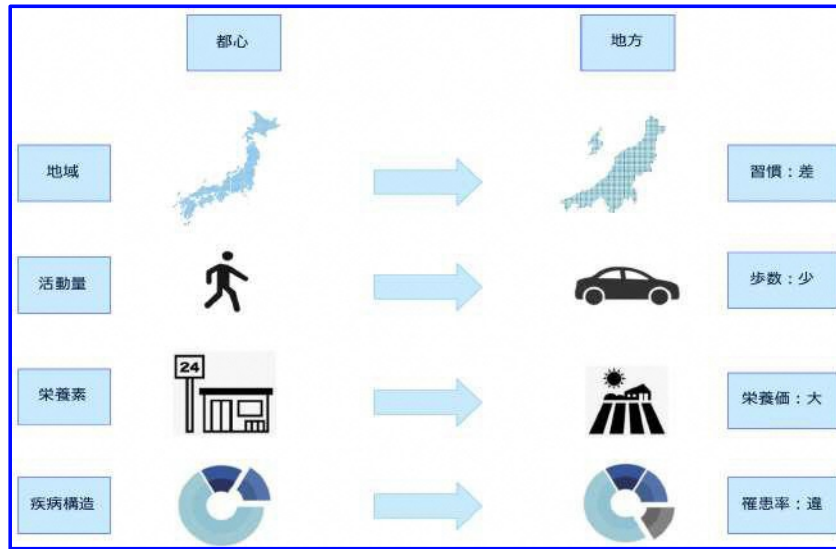 都心
地方
地域
習慣：差
活動量
歩数：少
栄養素
24
栄養価：大
疾病構造
罹患率：違